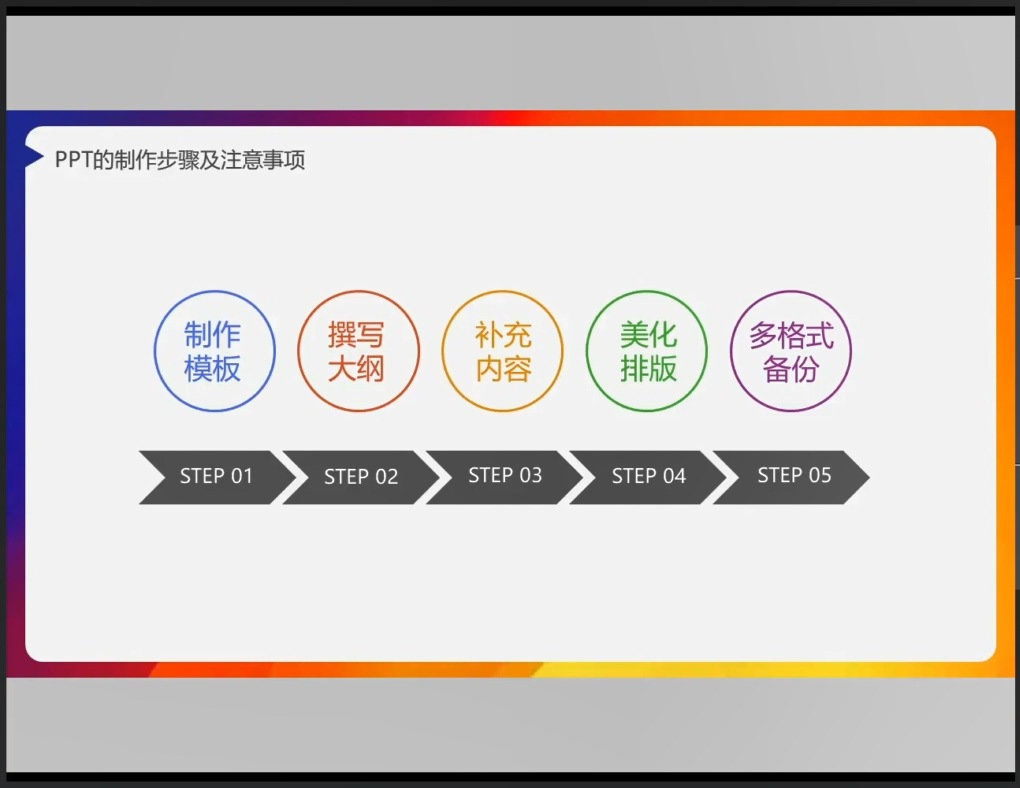 PPT的制作步骤及注意事项
制作
模板
撰写
大纲
补充
内容
美化
排版
多格式
备份
STEP 01
STEP 02
STEP 03
STEP 04
STEP 05